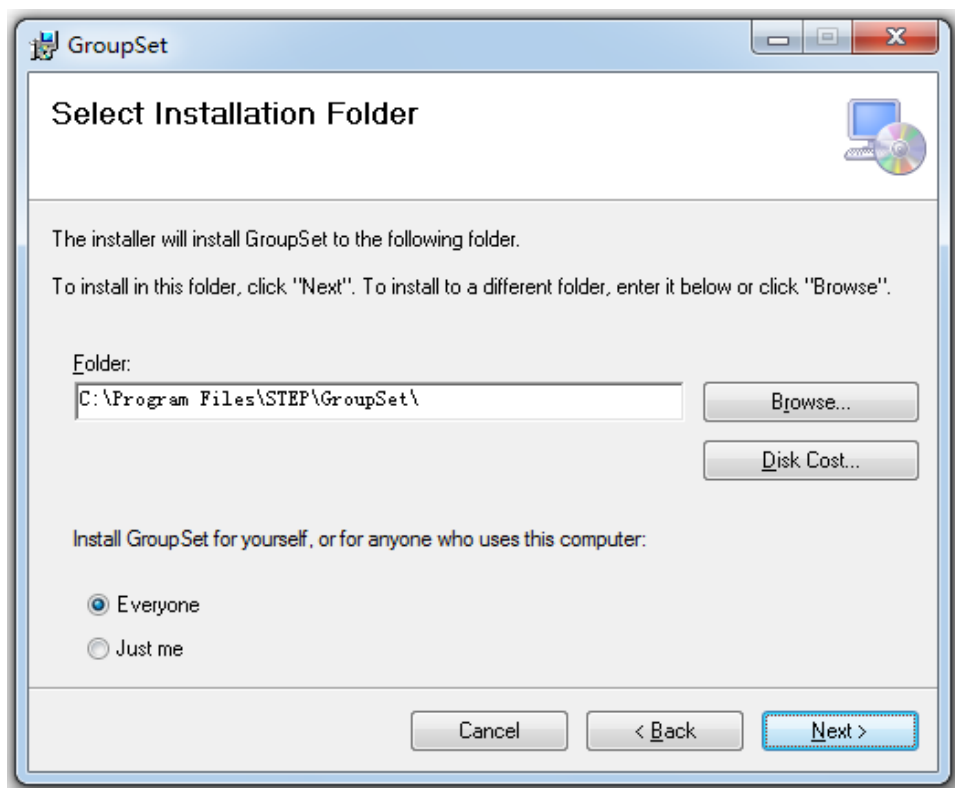 GroupSet
Select Installation Folder
The installer will install GroupSet to the following folder.
To install in this folder, click "Next". To install to a different folder, enter it below or click "Browse".
Folder:
C:\Program Files\STEP\GroupSet\
Browse...
Disk Cost...
Install GroupSet for yourself, or for anyone who uses this computer:
Everyone
Just me
Cancel
< Back
Next >